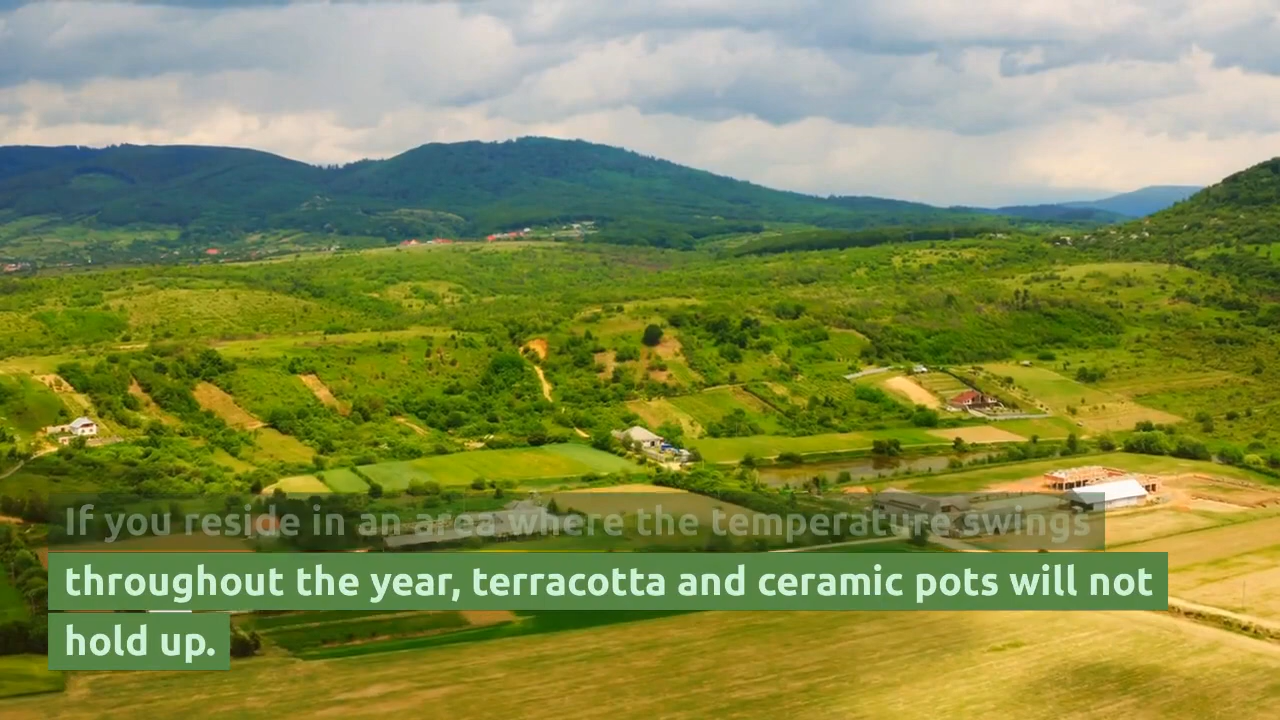 If you reside in an area where the temperature swings
throughout the year, terracotta and ceramic pots will not
hold up.